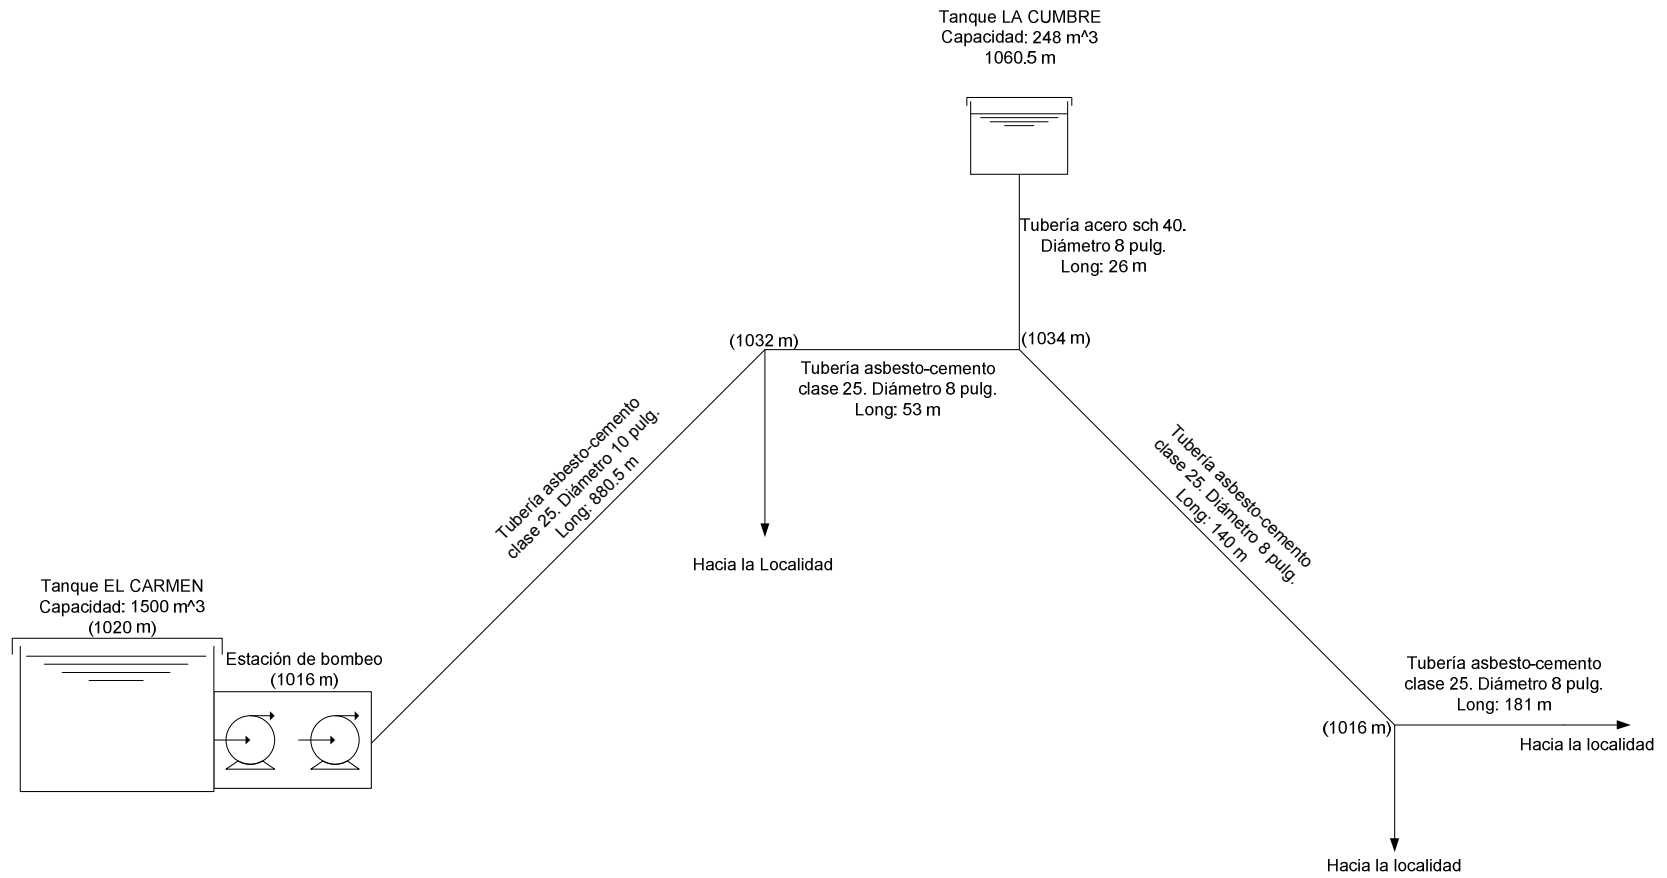 Tanque LA CUMBRE
Capacidad: 248 m^3
1060.5 m
Tubería acero sch 40.
Diámetro 8 pulg.
Long: 26 m
(1032 m)
(1034 m)
Tubería asbesto-cemento
clase 25. Diámetro 8 pulg.
Long: 53 m
Tubería asbesto-cemento
clase 25. Diámetro 10 pulg.
Long: 880.5 m
Tubería asbesto-cemento
clase 25. Diámetro 8 pulg.
Long: 140 m
Hacia la Localidad
Tanque EL CARMEN
Capacidad: 1500 m^3
(1020 m)
Estación de bombeo
(1016 m)
Tubería asbesto-cemento
clase 25. Diámetro 8 pulg.
Long: 181 m
(1016 m)
Hacia la localidad
Hacia la localidad